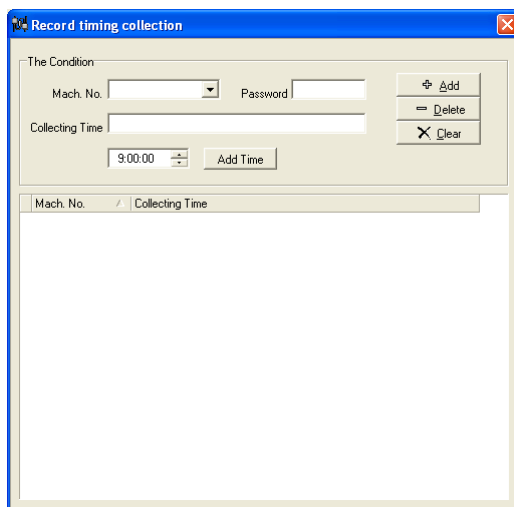 Record timing collection
The Condition
Mach. No.
Password
Add
Delete
Collecting Time
Clear
9:00:00
Add Time
Mach. No.
Collecting Time